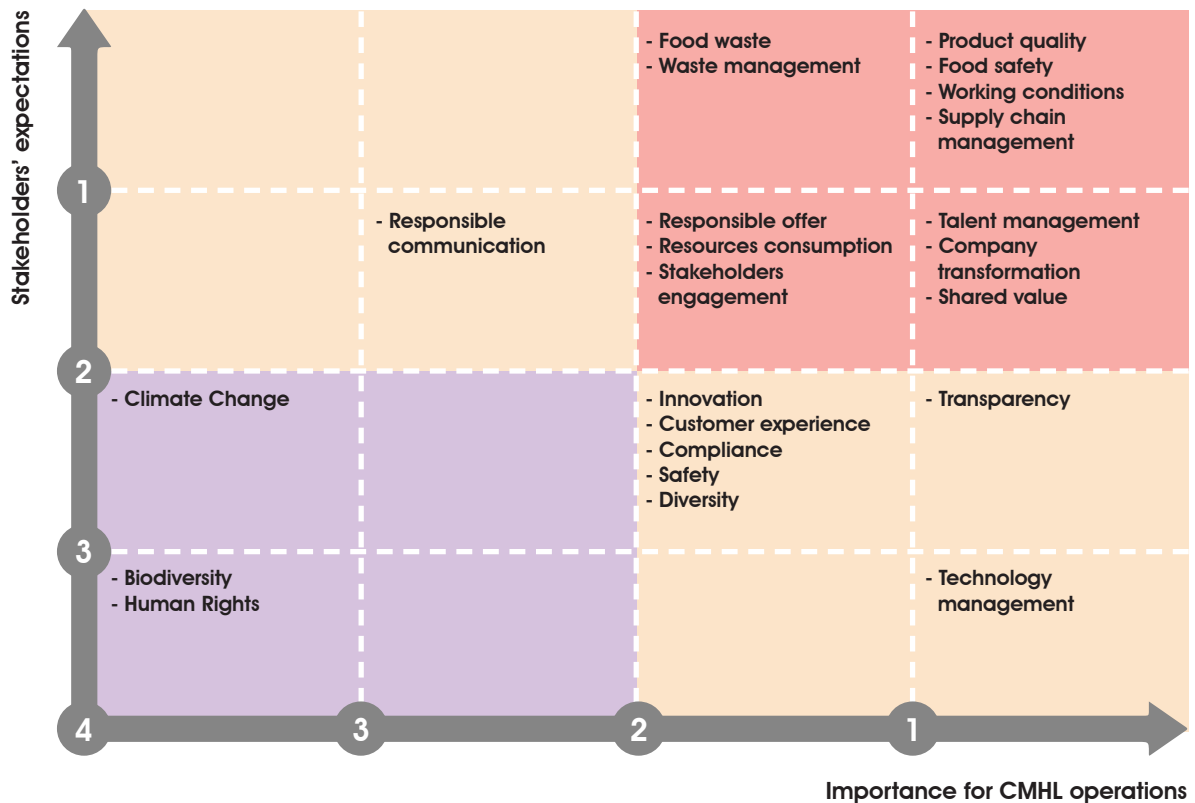 Stakeholders' expectations
- Food waste
- Waste management
- Product quality
- Food safety
- Working conditions
- Supply chain
management
1
- Responsible
communication
- Responsible offer
- Resources consumption
- Stakeholders
engagement
- Talent management
- Company
transformation
- Shared value
2
- Climate Change
- Innovation
- Customer experience
- Compliance
- Safety
- Diversity
- Transparency
3
- Biodiversity
- Human Rights
- Technology
management
4
3
2
1
Importance for CMHL operations